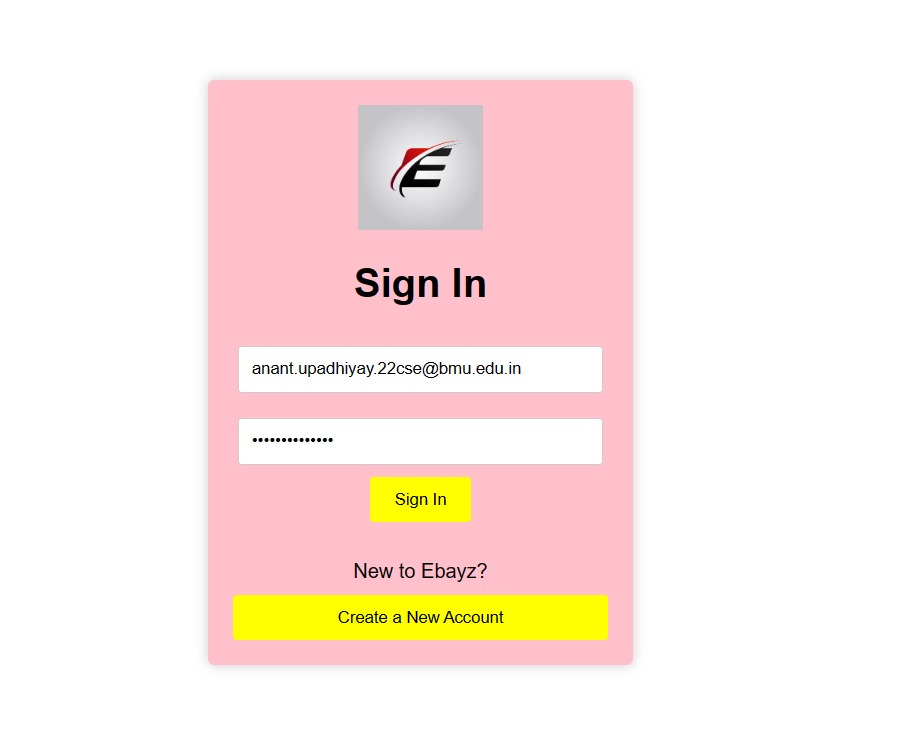 E
Sign In
anant.upadhiyay.22cse@bmu.edu.in
••••••••••••••
Sign In
New to Ebayz?
Create a New Account